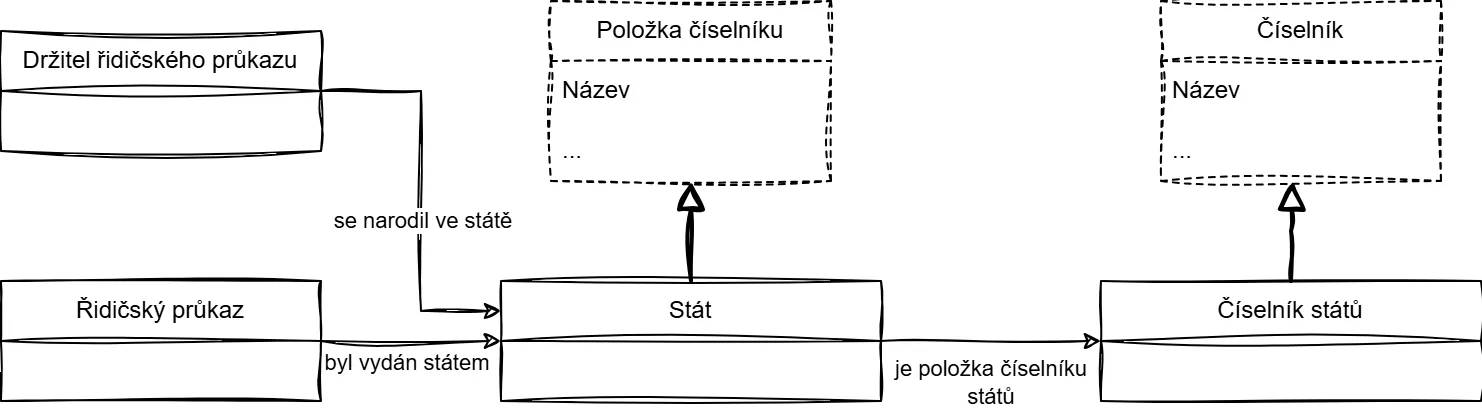 Držitel řidičského průkazu
Položka číselníku
Název
...
Číselník
Název
...
se narodil ve státě
Řidičský průkaz
byl vydán státem
Stát
je položka číselníku
států
Číselník států